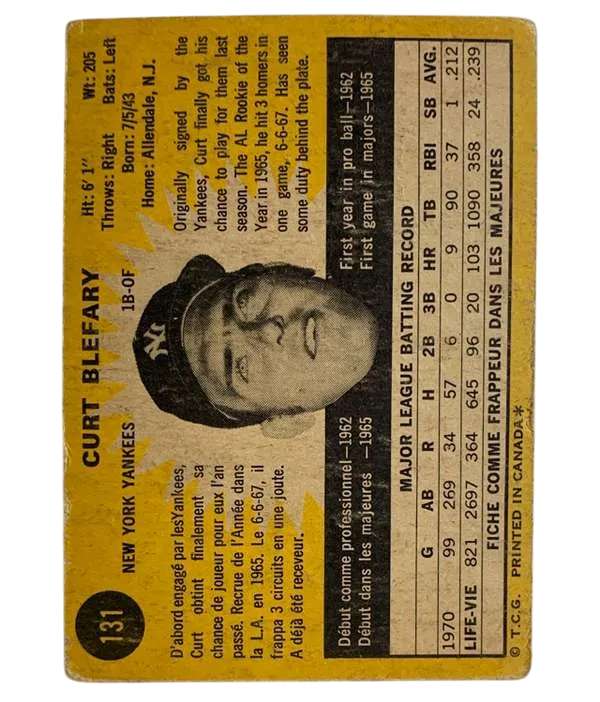 131
CURT BLEFARY
NEW YORK YANKEES 1B-OF
Ht: 6' 1" Wt: 205
Throws: Right Bats: Left
Born: 7/5/43
Home: Allendale, N.J.
D'abord engagé par lesYankees,
Curt obtint finalement sa
chance de joueur pour eux l'an
passé. Recrue de l'Année dans
la L.A. en 1965. Le 6-6-67, il
frappa 3 circuits en une joute.
A déjà été receveur.
NY
Originally signed by the
Yankees, Curt finally got his
chance to play for them last
season. The AL Rookie of the
Year in 1965, he hit 3 homers in
one game, 6-6-67. Has seen
some duty behind the plate.
Début comme professionnel—1962
Début dans les majeures —1965
First year in pro ball—1962
First game in majors—1965
MAJOR LEAGUE BATTING RECORD
G AB R H 2B 3B HR TB RBI SB AVG.
1970 99 269 34 57 6 0 9 90 37 1 .212
LIFE-VIE 821 2697 364 645 96 20 103 1090 358 24 .239
FICHE COMME FRAPPEUR DANS LES MAJEURES
© T.C.G. PRINTED IN CANADA*